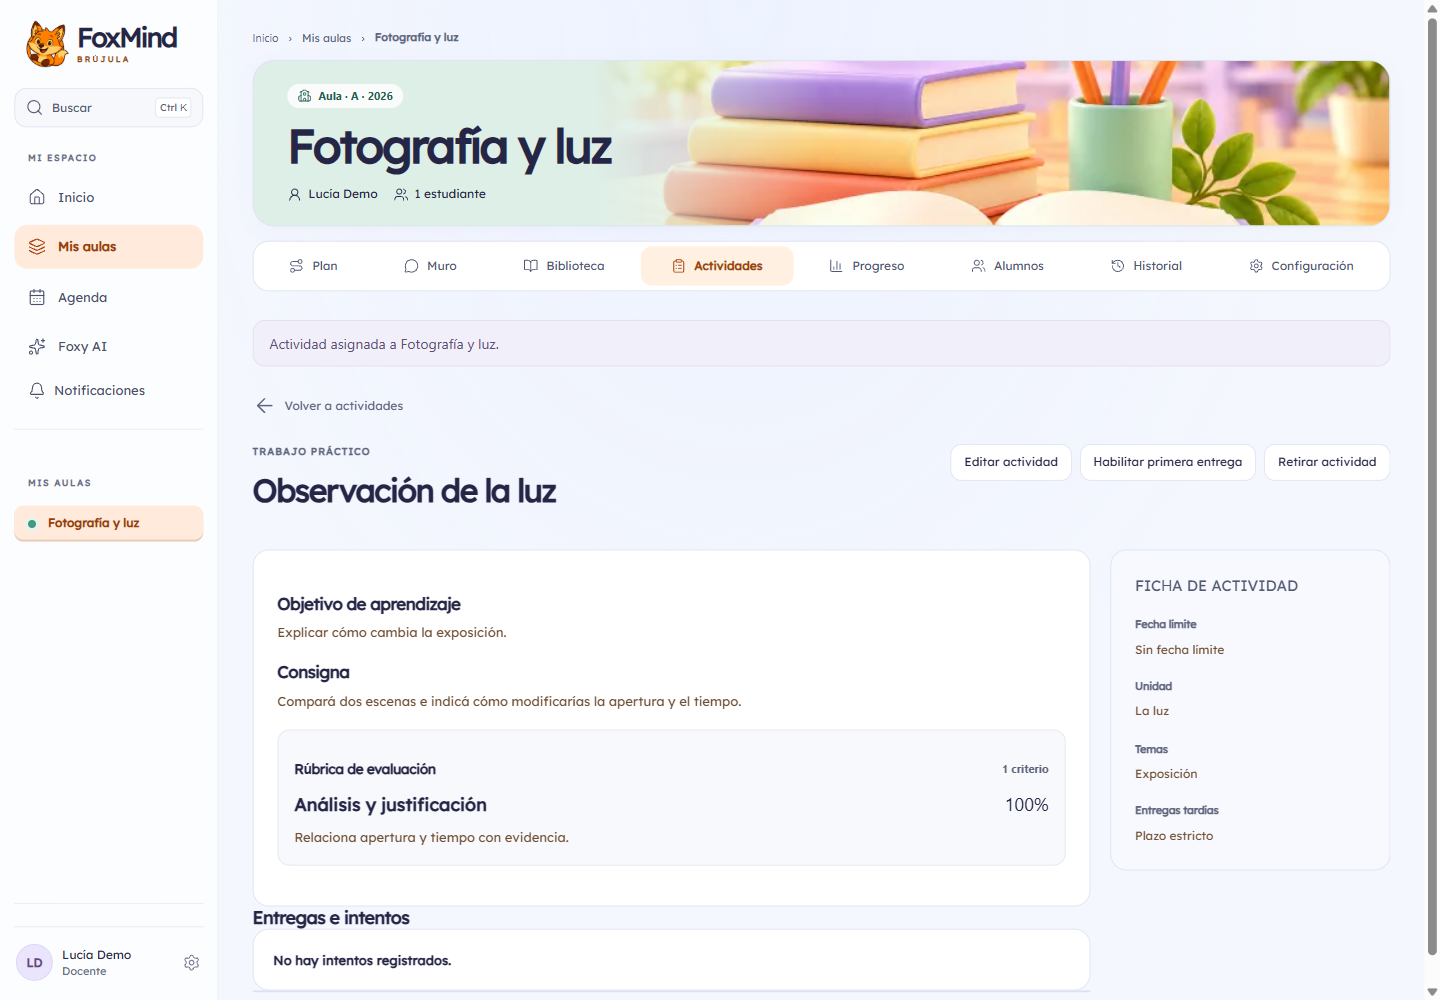 FoxMind
BRÚJULA
Buscar
Ctrl K
MI ESPACIO
Inicio
Mis aulas
Agenda
Foxy AI
Notificaciones
MIS AULAS
Fotografía y luz
LD
Lucía Demo
Docente
Inicio › Mis aulas › Fotografía y luz
Aula · A · 2026
Fotografía y luz
Lucía Demo 1 estudiante
Plan Muro Biblioteca Actividades Progreso Alumnos Historial Configuración
Actividad asignada a Fotografía y luz.
Volver a actividades
TRABAJO PRÁCTICO
Observación de la luz
Editar actividad Habilitar primera entrega Retirar actividad
Objetivo de aprendizaje
Explicar cómo cambia la exposición.
Consigna
Compará dos escenas e indicá cómo modificarías la apertura y el tiempo.
Rúbrica de evaluación 1 criterio
Análisis y justificación 100%
Relaciona apertura y tiempo con evidencia.
FICHA DE ACTIVIDAD
Fecha límite
Sin fecha límite
Unidad
La luz
Temas
Exposición
Entregas tardías
Plazo estricto
Entregas e intentos
No hay intentos registrados.